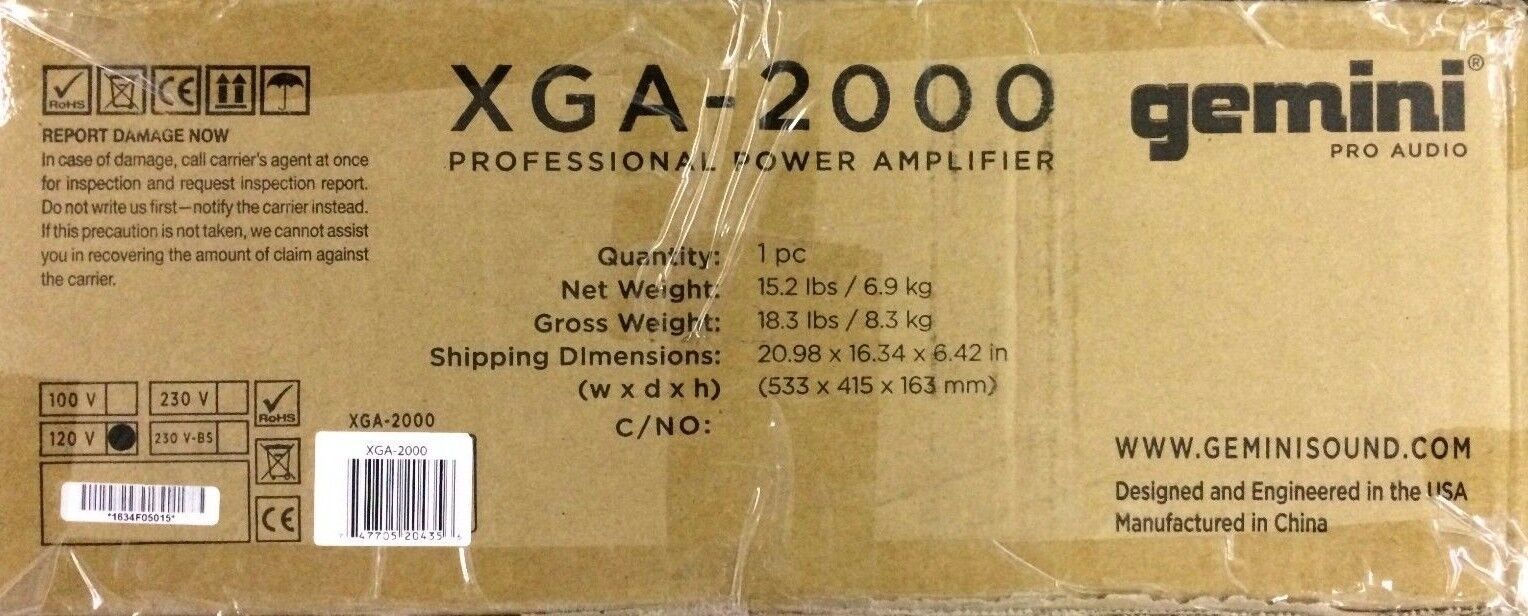 RoHS
CE
REPORT DAMAGE NOW
In case of damage, call carrier's agent at once
for inspection and request inspection report.
Do not write us first—notify the carrier instead.
If this precaution is not taken, we cannot assist
you in recovering the amount of claim against
the carrier.
XGA-2000
PROFESSIONAL POWER AMPLIFIER
gemini®
PRO AUDIO
Quantity: 1 pc
Net Weight: 15.2 lbs / 6.9 kg
Gross Weight: 18.3 lbs / 8.3 kg
Shipping DImensions: 20.98 x 16.34 x 6.42 in
(w x d x h) (533 x 415 x 163 mm)
C/NO:
100 V
230 V
120 V
230 V-BS
RoHS
CE
*1634F05015*
XGA-2000
XGA-2000
7 47705 20435
WWW.GEMINISOUND.COM
Designed and Engineered in the USA
Manufactured in China